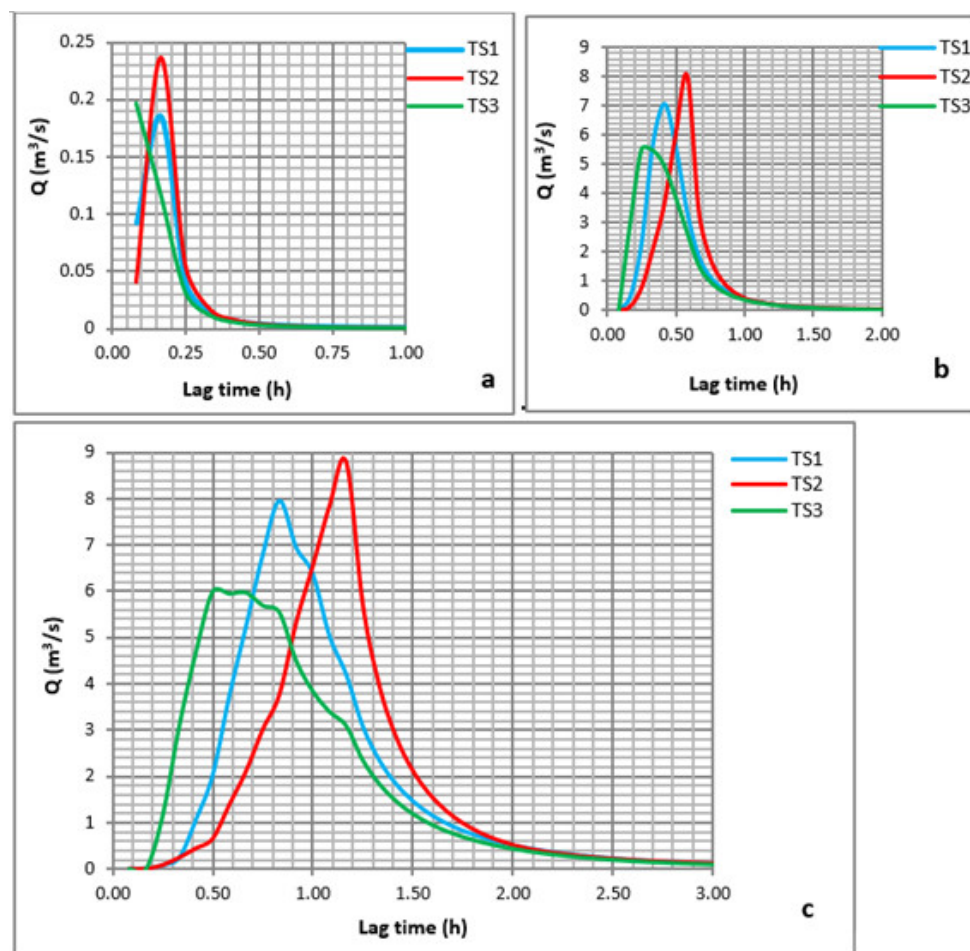 0.25
0.2
0.15
0.1
0.05
0
Q (m³/s)
0.00 0.25 0.50 0.75 1.00
Lag time (h)
TS1
TS2
TS3
a
9
8
7
6
5
4
3
2
1
0
Q (m³/s)
0.00 0.50 1.00 1.50 2.00
Lag time (h)
TS1
TS2
TS3
b
9
8
7
6
5
4
3
2
1
0
Q (m³/s)
0.00 0.50 1.00 1.50 2.00 2.50 3.00
Lag time (h)
TS1
TS2
TS3
c